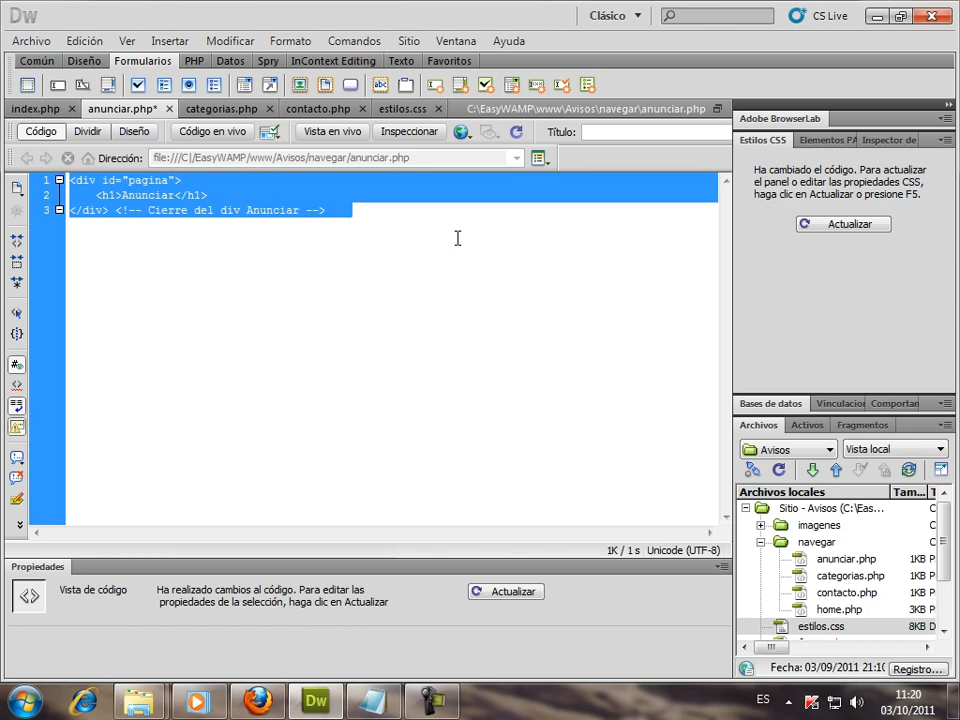 Dw Clásico CS Live
Archivo Edición Ver Insertar Modificar Formato Comandos Sitio Ventana Ayuda
Común Diseño Formularios PHP Datos Spry InContext Editing Texto Favoritos
index.php anunciar.php* categorias.php contacto.php estilos.css C:\EasyWAMP\www\Avisos\navegar\anunciar.php
Código Dividir Diseño Código en vivo Vista en vivo Inspeccionar Título:
Dirección: file:///C|/EasyWAMP/www/Avisos/navegar/anunciar.php
1 <div id="pagina">
2 <h1>Anunciar</h1>
3 </div> <!-- Cierre del div Anunciar -->
1K / 1 s Unicode (UTF-8)
Propiedades
Vista de código
Ha realizado cambios al código. Para editar las
propiedades de la selección, haga clic en Actualizar
Actualizar
Adobe BrowserLab
Estilos CSS Elementos PA Inspector de
Ha cambiado el código. Para actualizar
el panel o editar las propiedades CSS,
haga clic en Actualizar o presione F5.
Actualizar
Bases de datos Vinculacion Comportar
Archivos Activos Fragmentos
Avisos Vista local
Archivos locales Tam... T
Sitio - Avisos (C:\Eas... C
imagenes C
navegar C
anunciar.php 1KB P
categorias.php 1KB P
contacto.php 1KB P
home.php 3KB P
estilos.css 8KB D
Fecha: 03/09/2011 21:10 Registro...
Dw ES 11:20
03/10/2011